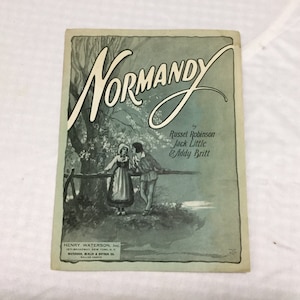 NORMANDY
by
Russel Robinson
Jack Little
& Addy Britt
HENRY WATERSON, Inc.